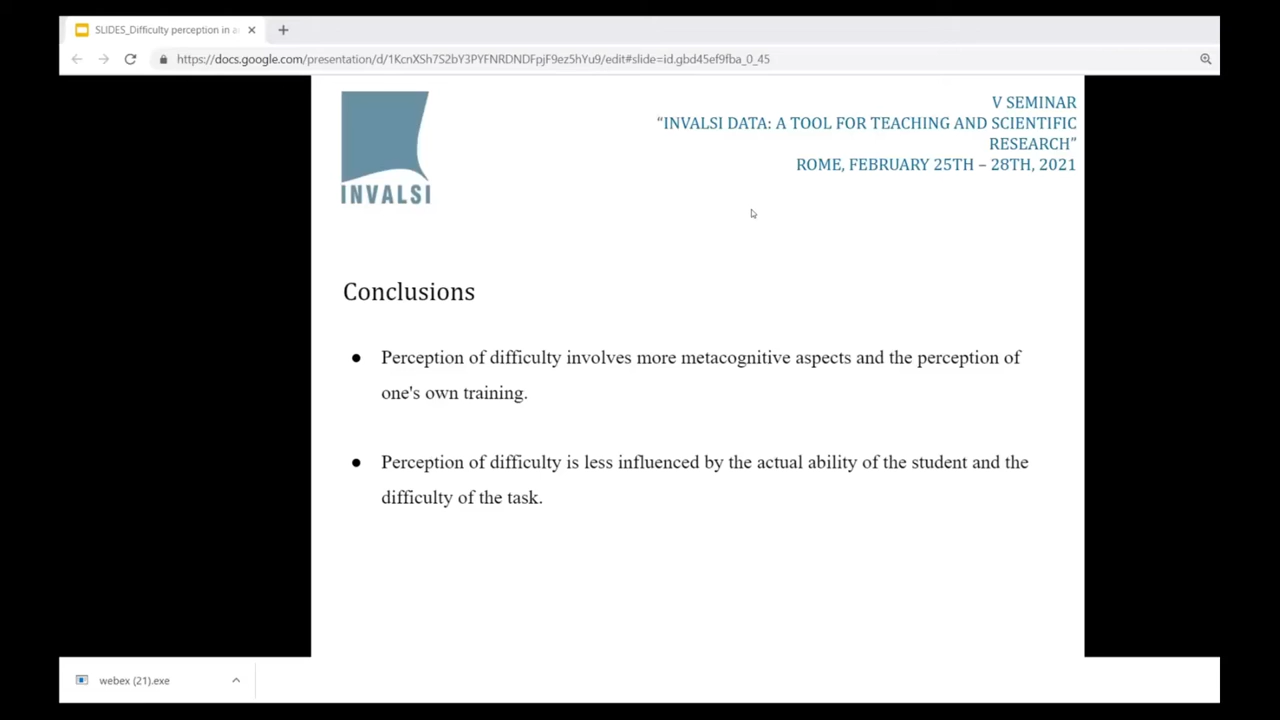 SLIDES_Difficulty perception in a
https://docs.google.com/presentation/d/1KcnXSh7S2bY3PYFNRDNDFpjF9ez5hYu9/edit#slide=id.gbd45ef9fba_0_45
INVALSI
V SEMINAR
“INVALSI DATA: A TOOL FOR TEACHING AND SCIENTIFIC
RESEARCH”
ROME, FEBRUARY 25TH – 28TH, 2021
Conclusions
● Perception of difficulty involves more metacognitive aspects and the perception of
one's own training.
● Perception of difficulty is less influenced by the actual ability of the student and the
difficulty of the task.
webex (21).exe